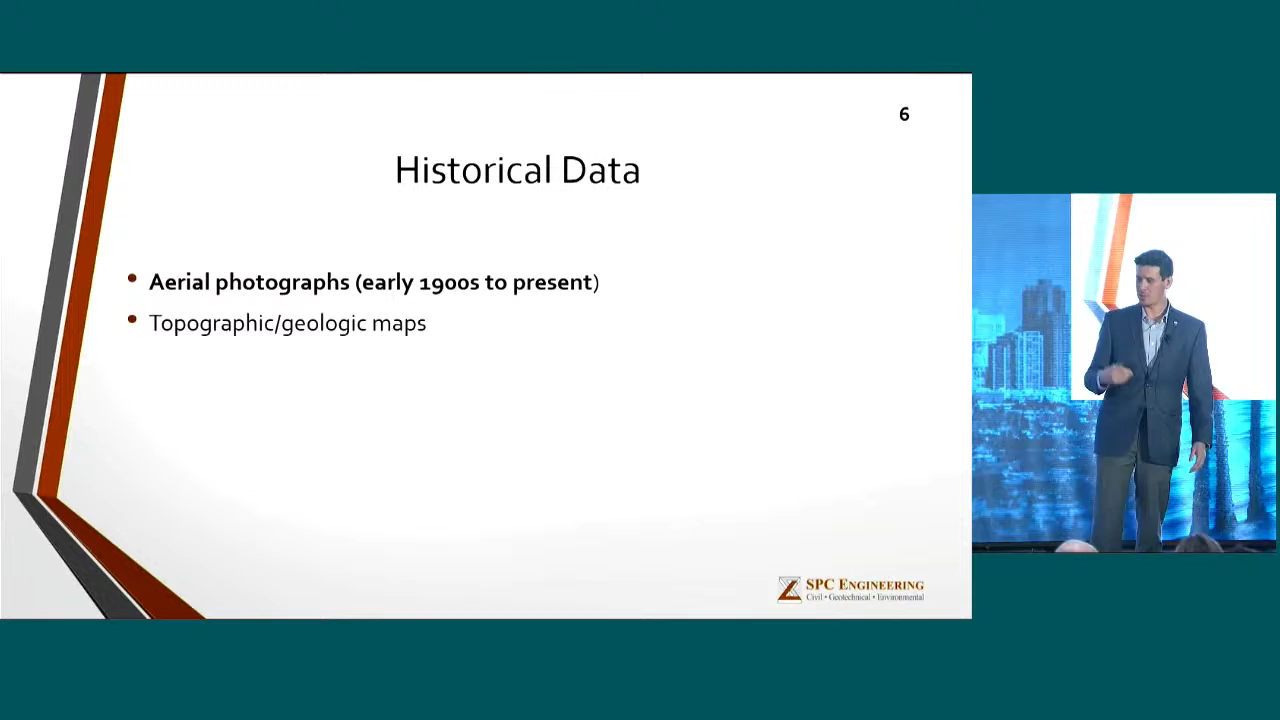 6
Historical Data
• Aerial photographs (early 1900s to present)
• Topographic/geologic maps
SPC ENGINEERING
Civil • Geotechnical • Environmental